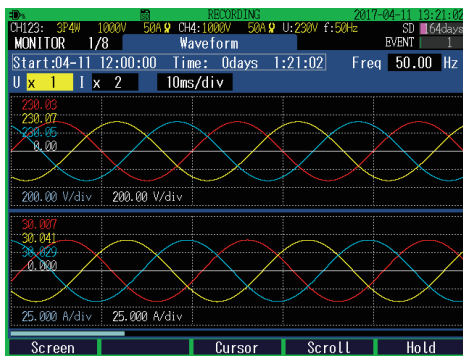 RECORDING 2017-04-11 13:21:02
CH123: 3P4W 1000V 50A CH4:1000V 50A U:230V f:50Hz SD 64days
MONITOR 1/8 Waveform EVENT 1
Start:04-11 12:00:00 Time: 0days 1:21:02 Freq 50.00 Hz
U x 1 I x 2 10ms/div
230.03
230.07
230.05
0.00
200.00 V/div 200.00 V/div
30.007
30.041
30.029
0.000
25.000 A/div 25.000 A/div
Screen Cursor Scroll Hold